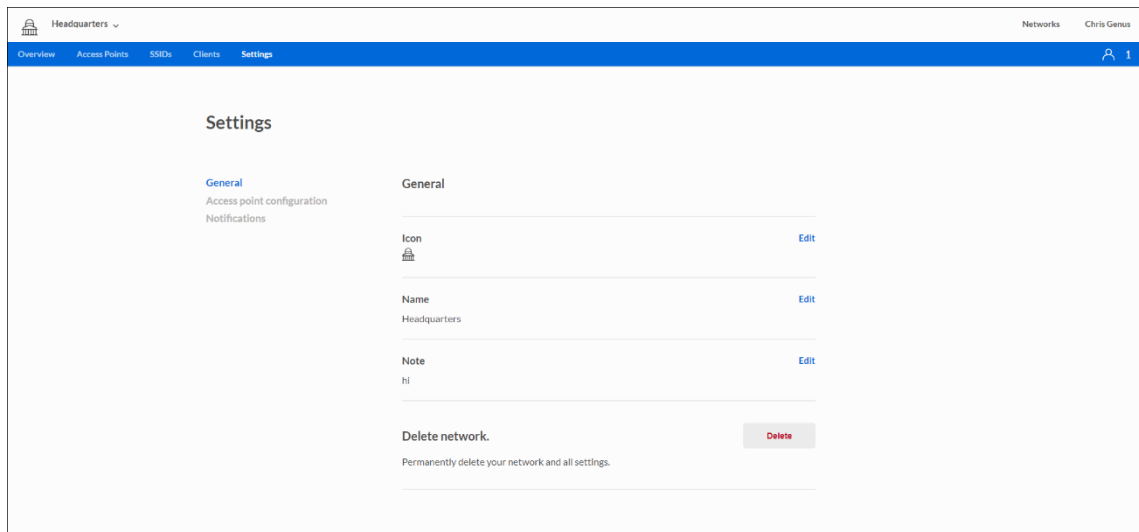 Headquarters
Networks
Chris Genus
Overview
Access Points
SSIDs
Clients
Settings
1
Settings
General
Access point configuration
Notifications
General
Icon
Edit
Name
Edit
Headquarters
Note
Edit
hi
Delete network.
Delete
Permanently delete your network and all settings.